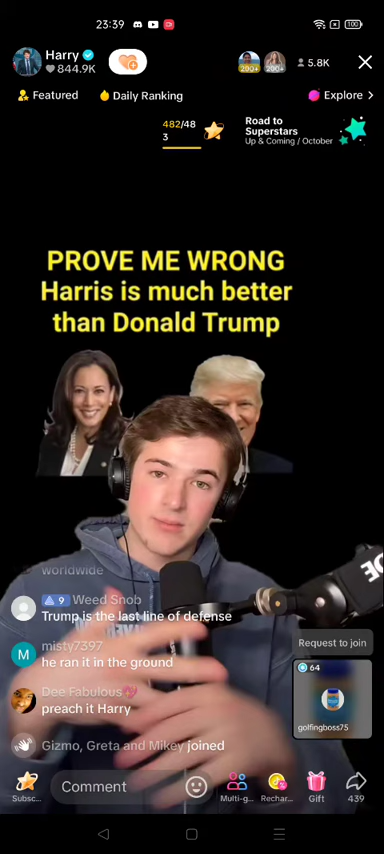 23:39
100
Harry
844.9K
200+
200+
5.8K
Featured
Daily Ranking
Explore
482/48
3
Road to
Superstars
Up & Coming / October
PROVE ME WRONG
Harris is much better
than Donald Trump
worldwide
9 Weed Snob
Trump is the last line of defense
misty7397
he ran it in the ground
Dee Fabulous
preach it Harry
Gizmo, Greta and Mikey joined
M
Request to join
64
golfingboss75
Comment
Subsc...
Multi-g...
Rechar...
Gift
439